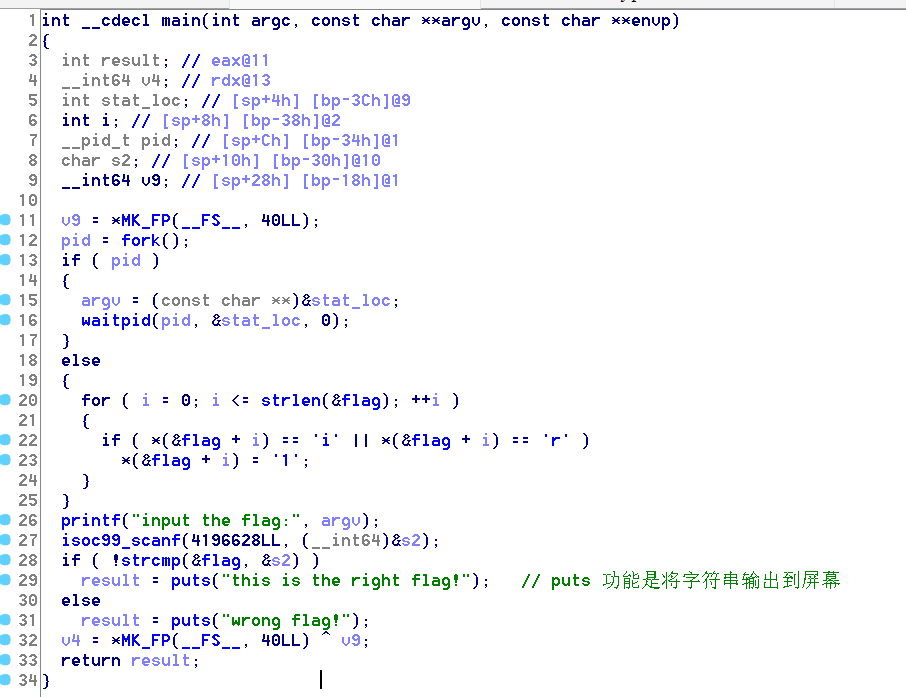 1 int __cdecl main(int argc, const char **argv, const char **envp)
2 {
3   int result; // eax@11
4   __int64 v4; // rdx@13
5   int stat_loc; // [sp+4h] [bp-3Ch]@9
6   int i; // [sp+8h] [bp-38h]@2
7   __pid_t pid; // [sp+Ch] [bp-34h]@1
8   char s2; // [sp+10h] [bp-30h]@10
9   __int64 v9; // [sp+28h] [bp-18h]@1
10
11   v9 = *MK_FP(__FS__, 40LL);
12   pid = fork();
13   if ( pid )
14   {
15     argv = (const char **)&stat_loc;
16     waitpid(pid, &stat_loc, 0);
17   }
18   else
19   {
20     for ( i = 0; i <= strlen(&flag); ++i )
21     {
22       if ( *(&flag + i) == 'i' || *(&flag + i) == 'r' )
23         *(&flag + i) = '1';
24     }
25   }
26   printf("input the flag:", argv);
27   isoc99_scanf(4196628LL, (__int64)&s2);
28   if ( !strcmp(&flag, &s2) )
29     result = puts("this is the right flag!");   // puts 功能是将字符串输出到屏幕
30   else
31     result = puts("wrong flag!");
32   v4 = *MK_FP(__FS__, 40LL) ^ v9;
33   return result;
34 }